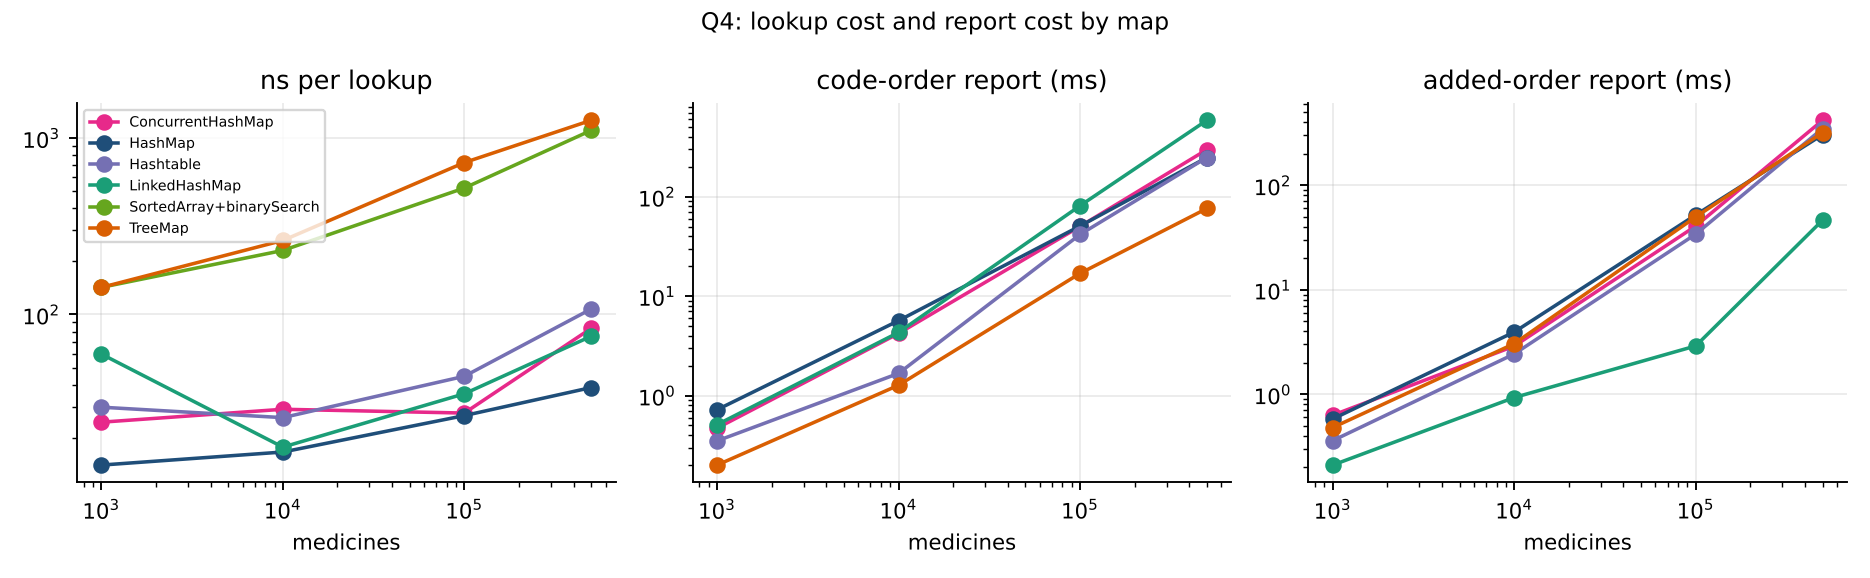 Q4: lookup cost and report cost by map
ns per lookup
10³
10²
ConcurrentHashMap
HashMap
Hashtable
LinkedHashMap
SortedArray+binarySearch
TreeMap
10³ 10⁴ 10⁵
medicines
code-order report (ms)
10²
10¹
10⁰
10³ 10⁴ 10⁵
medicines
added-order report (ms)
10²
10¹
10⁰
10³ 10⁴ 10⁵
medicines